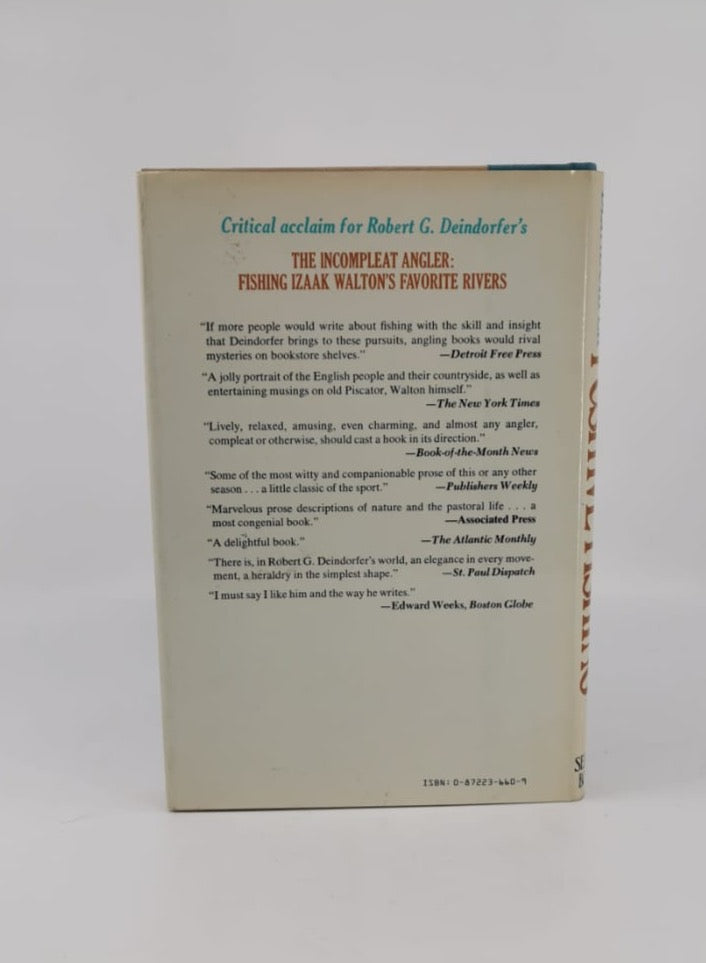 Critical acclaim for Robert G. Deindorfer's
THE INCOMPLEAT ANGLER:
FISHING IZAAK WALTON'S FAVORITE RIVERS
"If more people would write about fishing with the skill and insight
that Deindorfer brings to these pursuits, angling books would rival
mysteries on bookstore shelves." —Detroit Free Press
"A jolly portrait of the English people and their countryside, as well as
entertaining musings on old Piscator, Walton himself."
—The New York Times
"Lively, relaxed, amusing, even charming, and almost any angler,
compleat or otherwise, should cast a hook in its direction."
—Book-of-the-Month News
"Some of the most witty and companionable prose of this or any other
season . . . a little classic of the sport." —Publishers Weekly
"Marvelous prose descriptions of nature and the pastoral life . . . a
most congenial book." —Associated Press
"A delightful book." —The Atlantic Monthly
"There is, in Robert G. Deindorfer's world, an elegance in every move-
ment, a heraldry in the simplest shape." —St. Paul Dispatch
"I must say I like him and the way he writes."
—Edward Weeks, Boston Globe
ISBN: 0-87223-660-9
FISHING